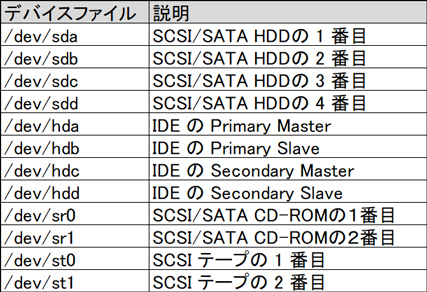 デバイスファイル 説明
/dev/sda SCSI/SATA HDDの 1 番目
/dev/sdb SCSI/SATA HDDの 2 番目
/dev/sdc SCSI/SATA HDDの 3 番目
/dev/sdd SCSI/SATA HDDの 4 番目
/dev/hda IDE の Primary Master
/dev/hdb IDE の Primary Slave
/dev/hdc IDE の Secondary Master
/dev/hdd IDE の Secondary Slave
/dev/sr0 SCSI/SATA CD-ROMの1番目
/dev/sr1 SCSI/SATA CD-ROMの2番目
/dev/st0 SCSI テープの 1 番目
/dev/st1 SCSI テープの 2 番目